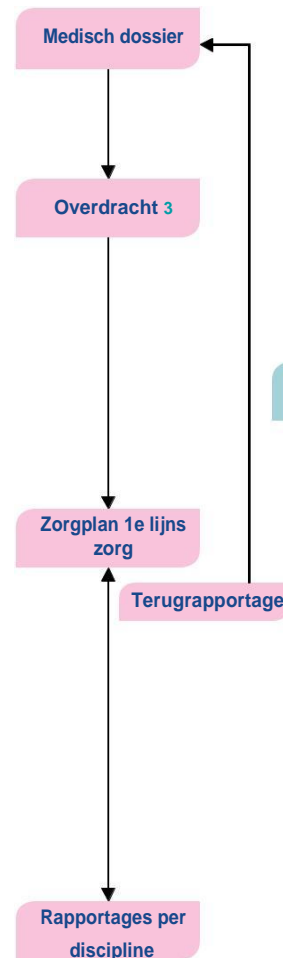 Medisch dossier
Overdracht 3
Zorgplan 1e lijns
zorg
Terugrapportage
Rapportages per
discipline